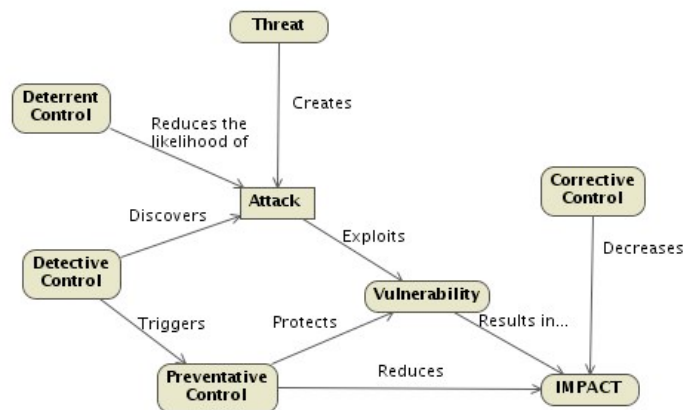 Threat
Deterrent
Control
Creates
Reduces the
likelihood of
Attack
Corrective
Control
Discovers
Exploits
Decreases
Detective
Control
Vulnerability
Triggers
Protects
Results in...
Preventative
Control
Reduces
IMPACT